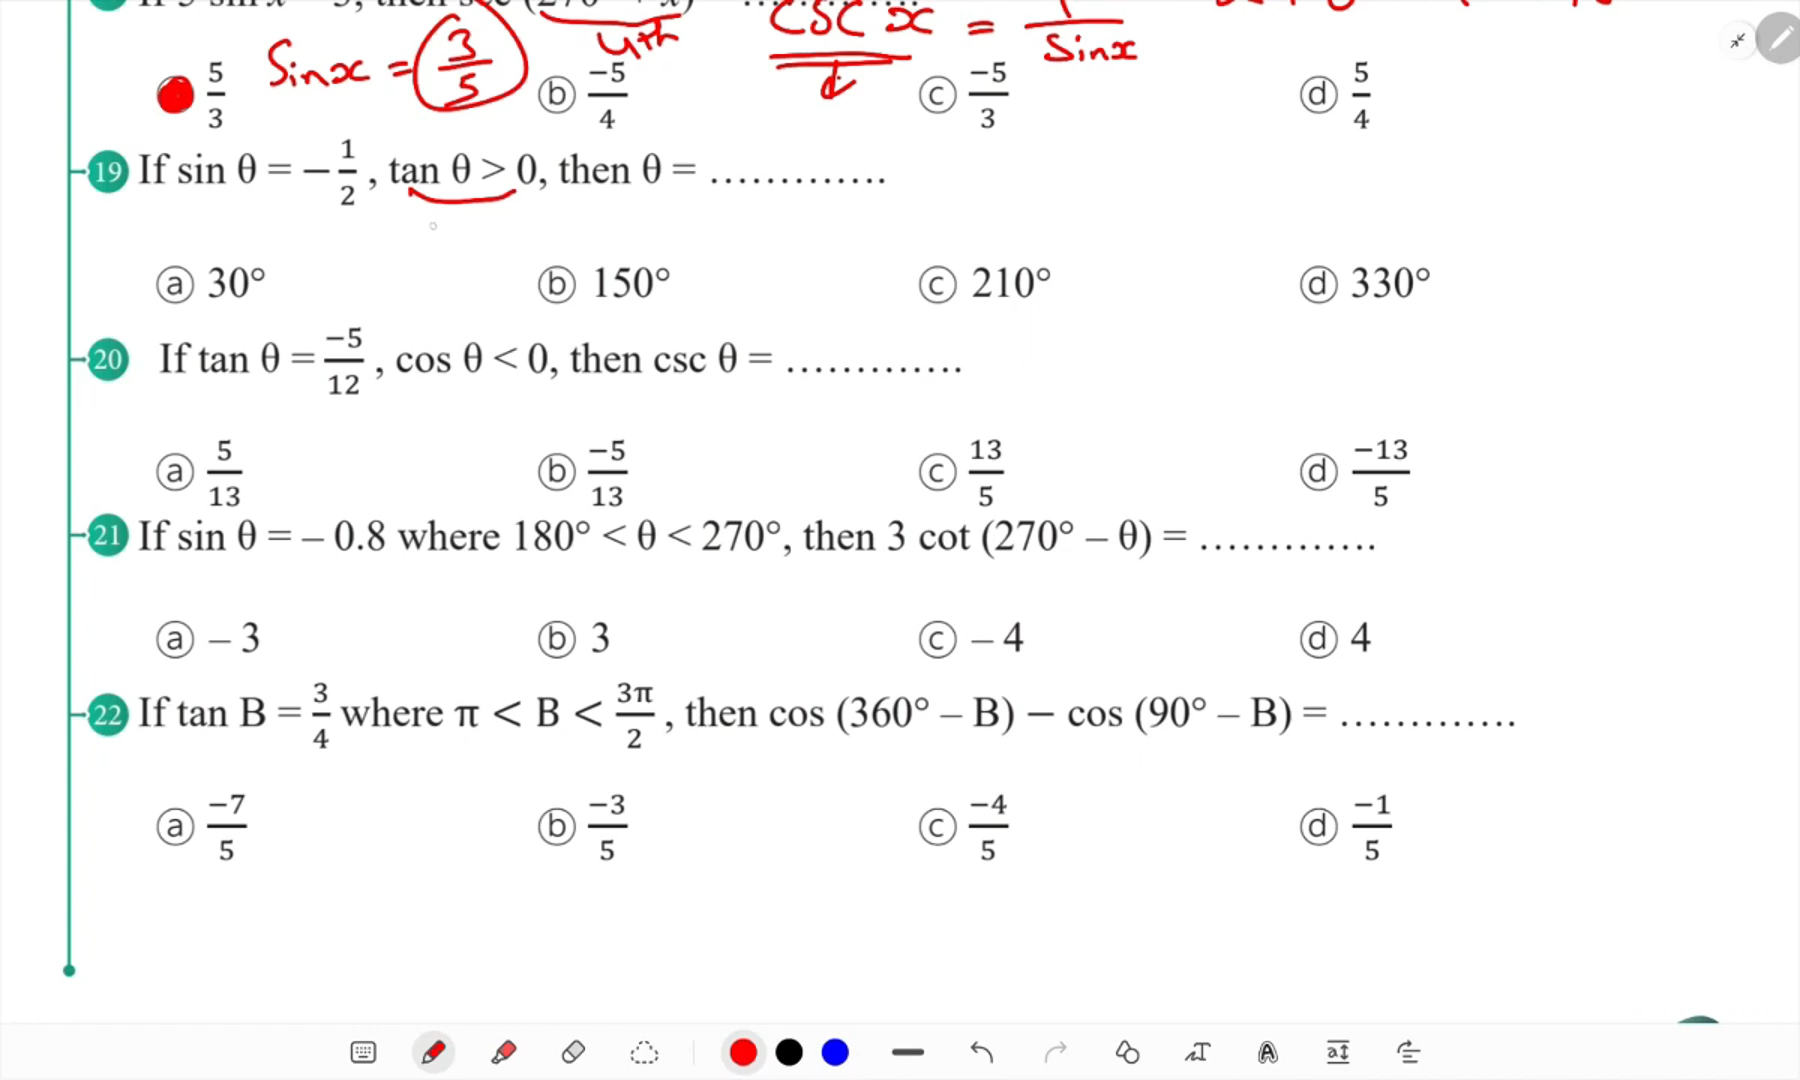 csc x = 1/sin x
sin x = 3/5 4th
5/3 ⓑ -5/4 ⓒ -5/3 ⓓ 5/4
19 If sin θ = – 1/2 , tan θ > 0, then θ = .............
ⓐ 30° ⓑ 150° ⓒ 210° ⓓ 330°
20 If tan θ = -5/12 , cos θ < 0, then csc θ = .............
ⓐ 5/13 ⓑ -5/13 ⓒ 13/5 ⓓ -13/5
21 If sin θ = – 0.8 where 180° < θ < 270°, then 3 cot (270° – θ) = .............
ⓐ – 3 ⓑ 3 ⓒ – 4 ⓓ 4
22 If tan B = 3/4 where π < B < 3π/2 , then cos (360° – B) – cos (90° – B) = .............
ⓐ -7/5 ⓑ -3/5 ⓒ -4/5 ⓓ -1/5